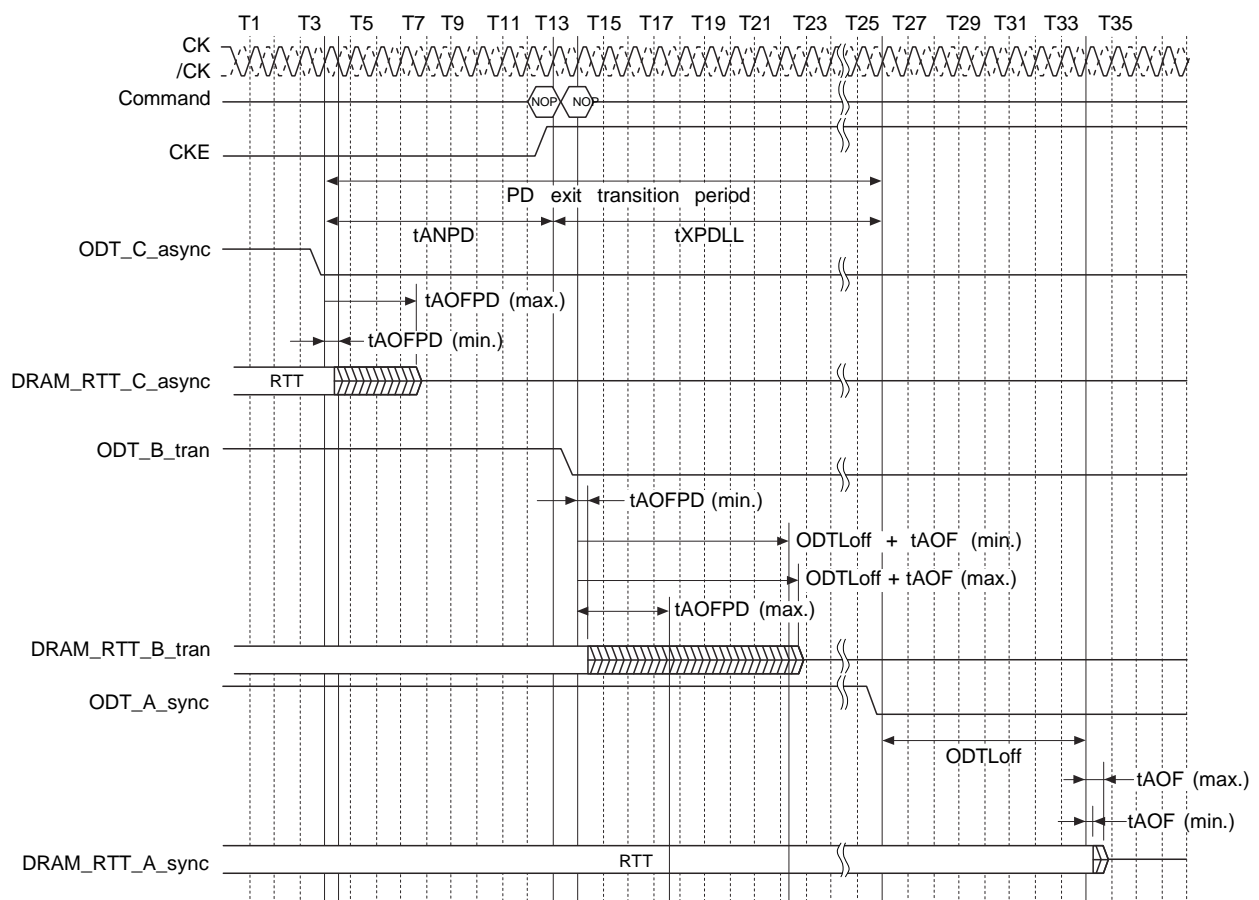 T1 T3 T5 T7 T9 T11 T13 T15 T17 T19 T21 T23 T25 T27 T29 T31 T33 T35
CK
/CK
Command
NOP NOP
CKE
PD exit transition period
tANPD tXPDLL
ODT_C_async
tAOFPD (max.)
tAOFPD (min.)
DRAM_RTT_C_async
RTT
ODT_B_tran
tAOFPD (min.)
ODTLoff + tAOF (min.)
ODTLoff + tAOF (max.)
tAOFPD (max.)
DRAM_RTT_B_tran
ODT_A_sync
ODTLoff
tAOF (max.)
tAOF (min.)
DRAM_RTT_A_sync
RTT